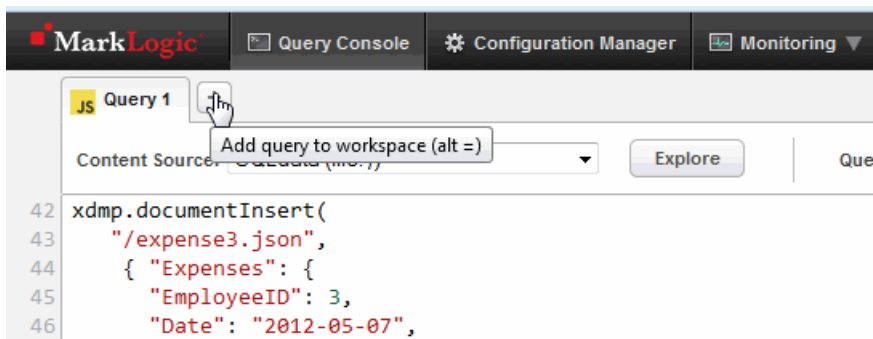 MarkLogic Query Console Configuration Manager Monitoring
JS Query 1
Add query to workspace (alt =)
Content Source: Explore Que
42 xdmp.documentInsert(
43 "/expense3.json",
44 { "Expenses": {
45 "EmployeeID": 3,
46 "Date": "2012-05-07",